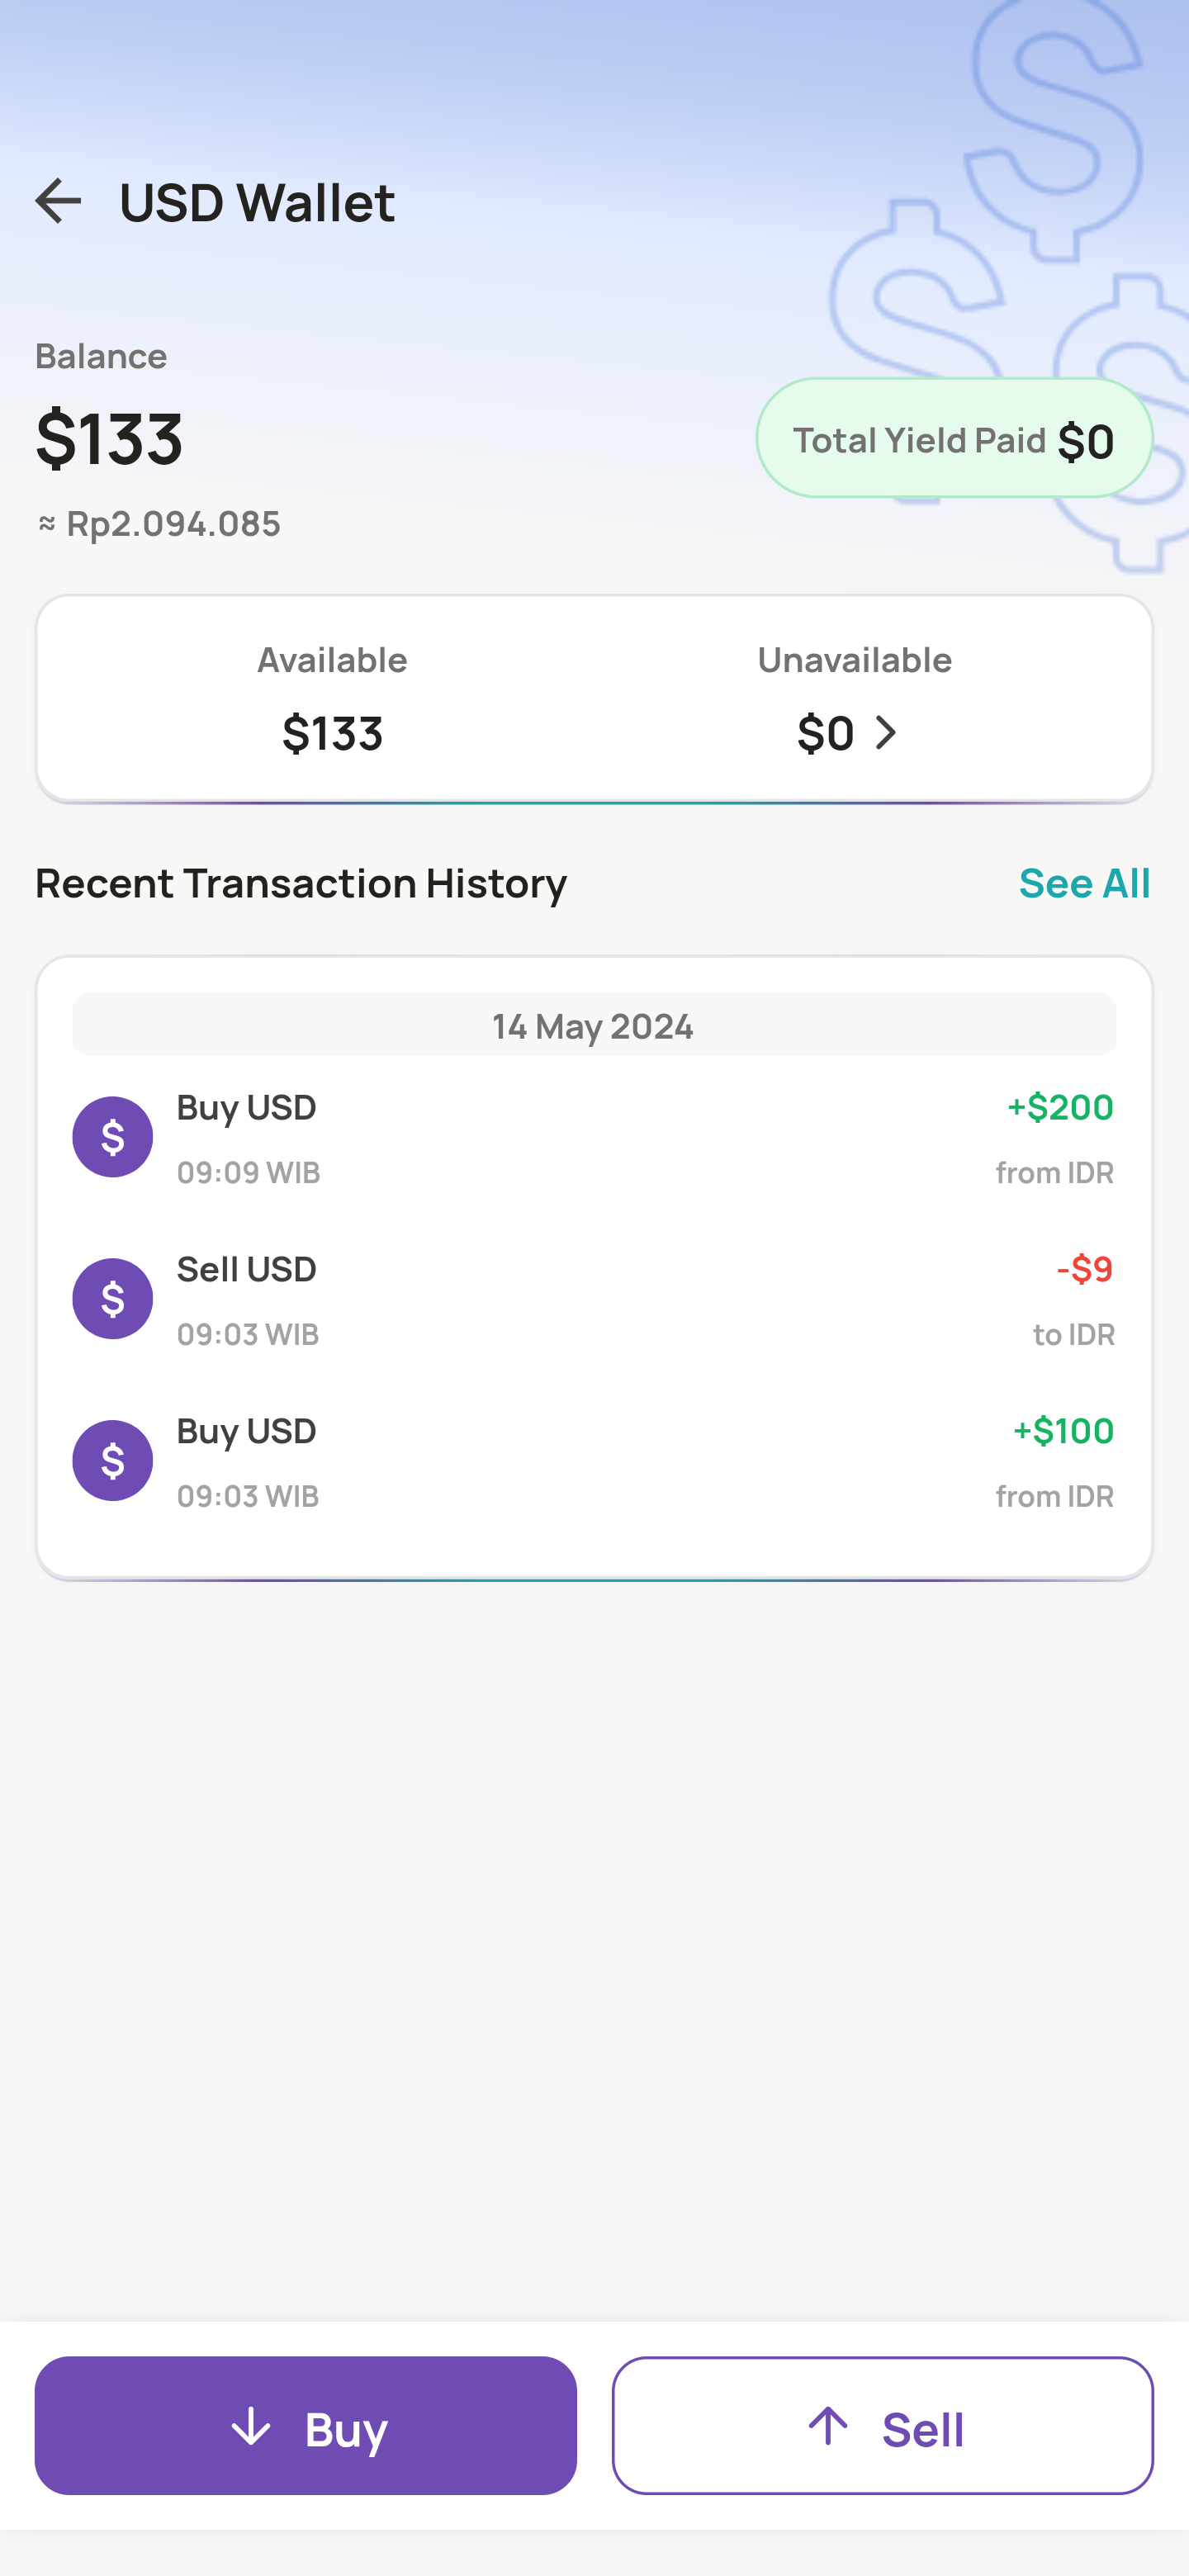 USD Wallet
Balance
$133
Total Yield Paid $0
≈ Rp2.094.085
Available
Unavailable
$133
$0
Recent Transaction History
See All
14 May 2024
Buy USD
+$200
09:09 WIB
from IDR
Sell USD
-$9
09:03 WIB
to IDR
Buy USD
+$100
09:03 WIB
from IDR
Buy
Sell